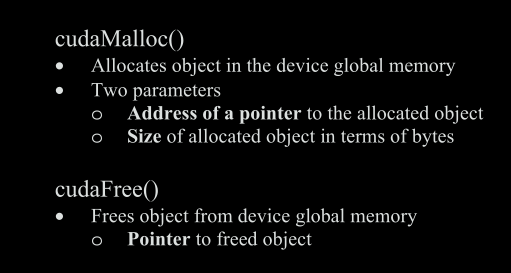 cudaMalloc()
• Allocates object in the device global memory
• Two parameters
o Address of a pointer to the allocated object
o Size of allocated object in terms of bytes
cudaFree()
• Frees object from device global memory
o Pointer to freed object